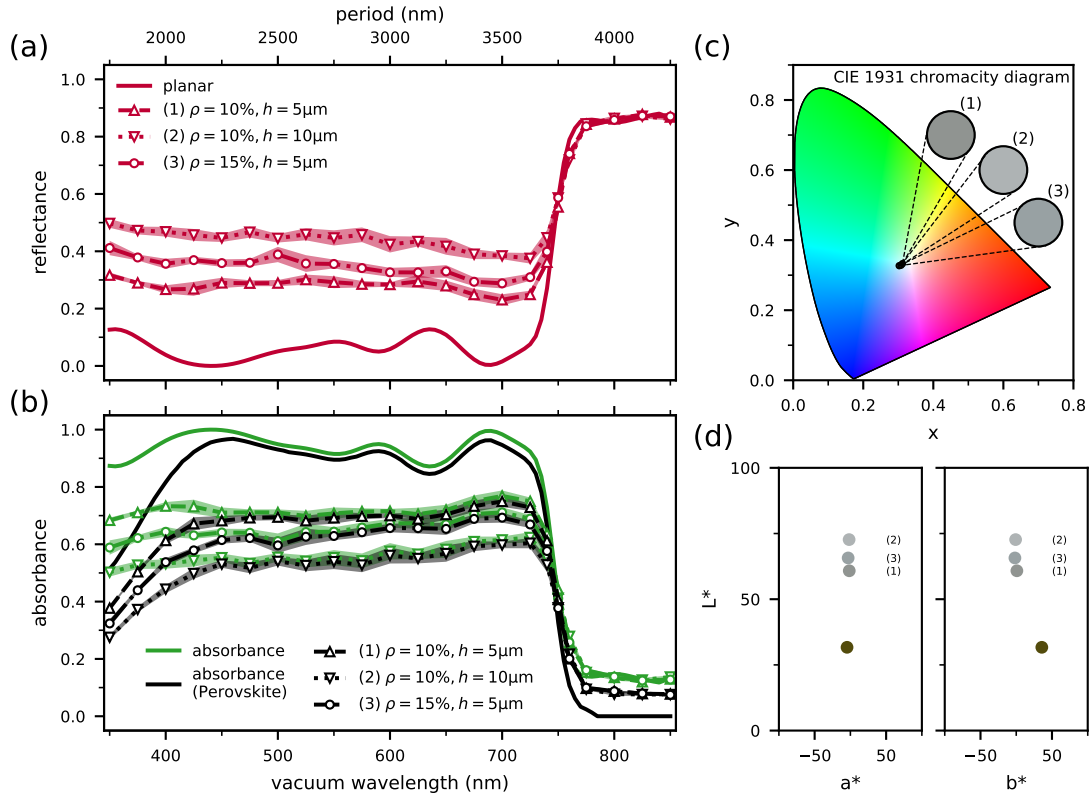 period (nm)
(a)
2000 2500 3000 3500 4000
1.0
0.8
0.6
0.4
0.2
0.0
reflectance
planar
(1) ρ = 10%, h = 5μm
(2) ρ = 10%, h = 10μm
(3) ρ = 15%, h = 5μm
(b)
1.0
0.8
0.6
0.4
0.2
0.0
absorbance
absorbance
absorbance
(Perovskite)
(1) ρ = 10%, h = 5μm
(2) ρ = 10%, h = 10μm
(3) ρ = 15%, h = 5μm
400 500 600 700 800
vacuum wavelength (nm)
(c)
CIE 1931 chromacity diagram
(1)
(2)
(3)
0.8
0.6
0.4
0.2
0.0
y
0.0 0.2 0.4 0.6 0.8
x
(d)
100
50
0
L*
(2)
(3)
(1)
−50 50
a*
(2)
(3)
(1)
−50 50
b*